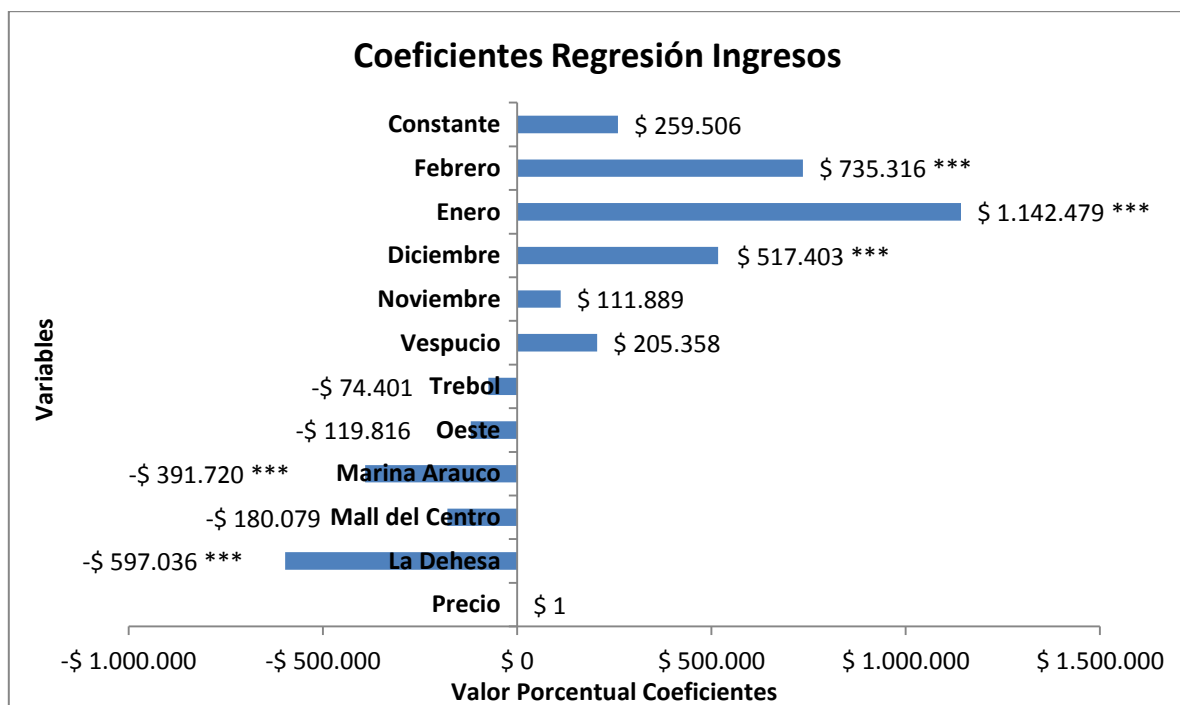 Coeficientes Regresión Ingresos
Constante $ 259.506
Febrero $ 735.316 ***
Enero $ 1.142.479 ***
Diciembre $ 517.403 ***
Noviembre $ 111.889
Vespucio $ 205.358
-$ 74.401 Trebol
-$ 119.816 Oeste
-$ 391.720 *** Marina Arauco
-$ 180.079 Mall del Centro
-$ 597.036 *** La Dehesa
Precio $ 1
Variables
-$ 1.000.000 -$ 500.000 $ 0 $ 500.000 $ 1.000.000 $ 1.500.000
Valor Porcentual Coeficientes